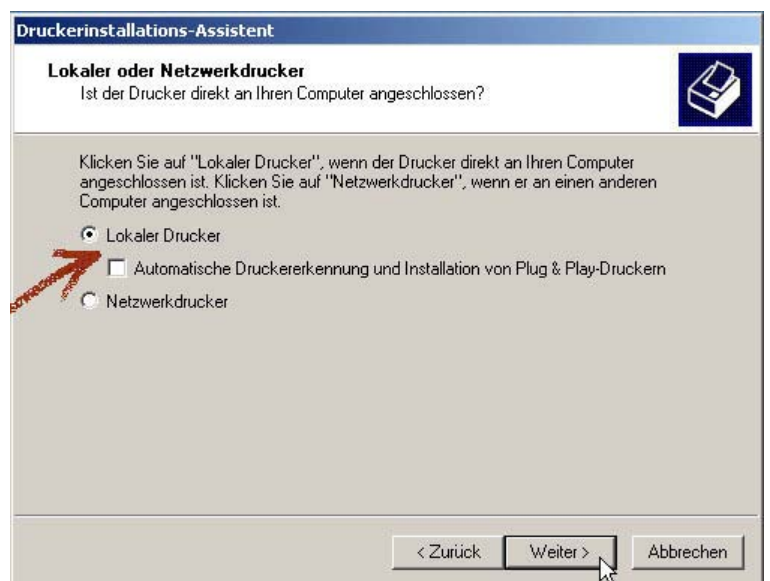 Druckerinstallations-Assistent
Lokaler oder Netzwerkdrucker
Ist der Drucker direkt an Ihren Computer angeschlossen?
Klicken Sie auf "Lokaler Drucker", wenn der Drucker direkt an Ihren Computer
angeschlossen ist. Klicken Sie auf "Netzwerkdrucker", wenn er an einen anderen
Computer angeschlossen ist.
Lokaler Drucker
Automatische Druckererkennung und Installation von Plug & Play-Druckern
Netzwerkdrucker
< Zurück Weiter > Abbrechen